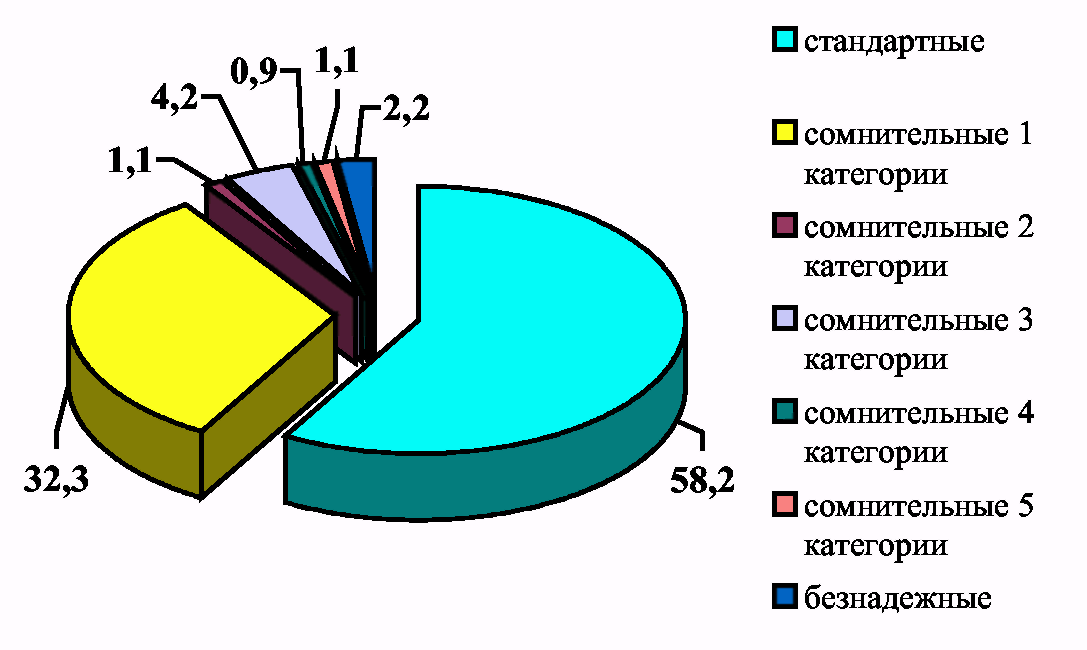 1,1
0,9
4,2
2,2
1,1
32,3
58,2
стандартные
сомнительные 1
категории
сомнительные 2
категории
сомнительные 3
категории
сомнительные 4
категории
сомнительные 5
категории
безнадежные